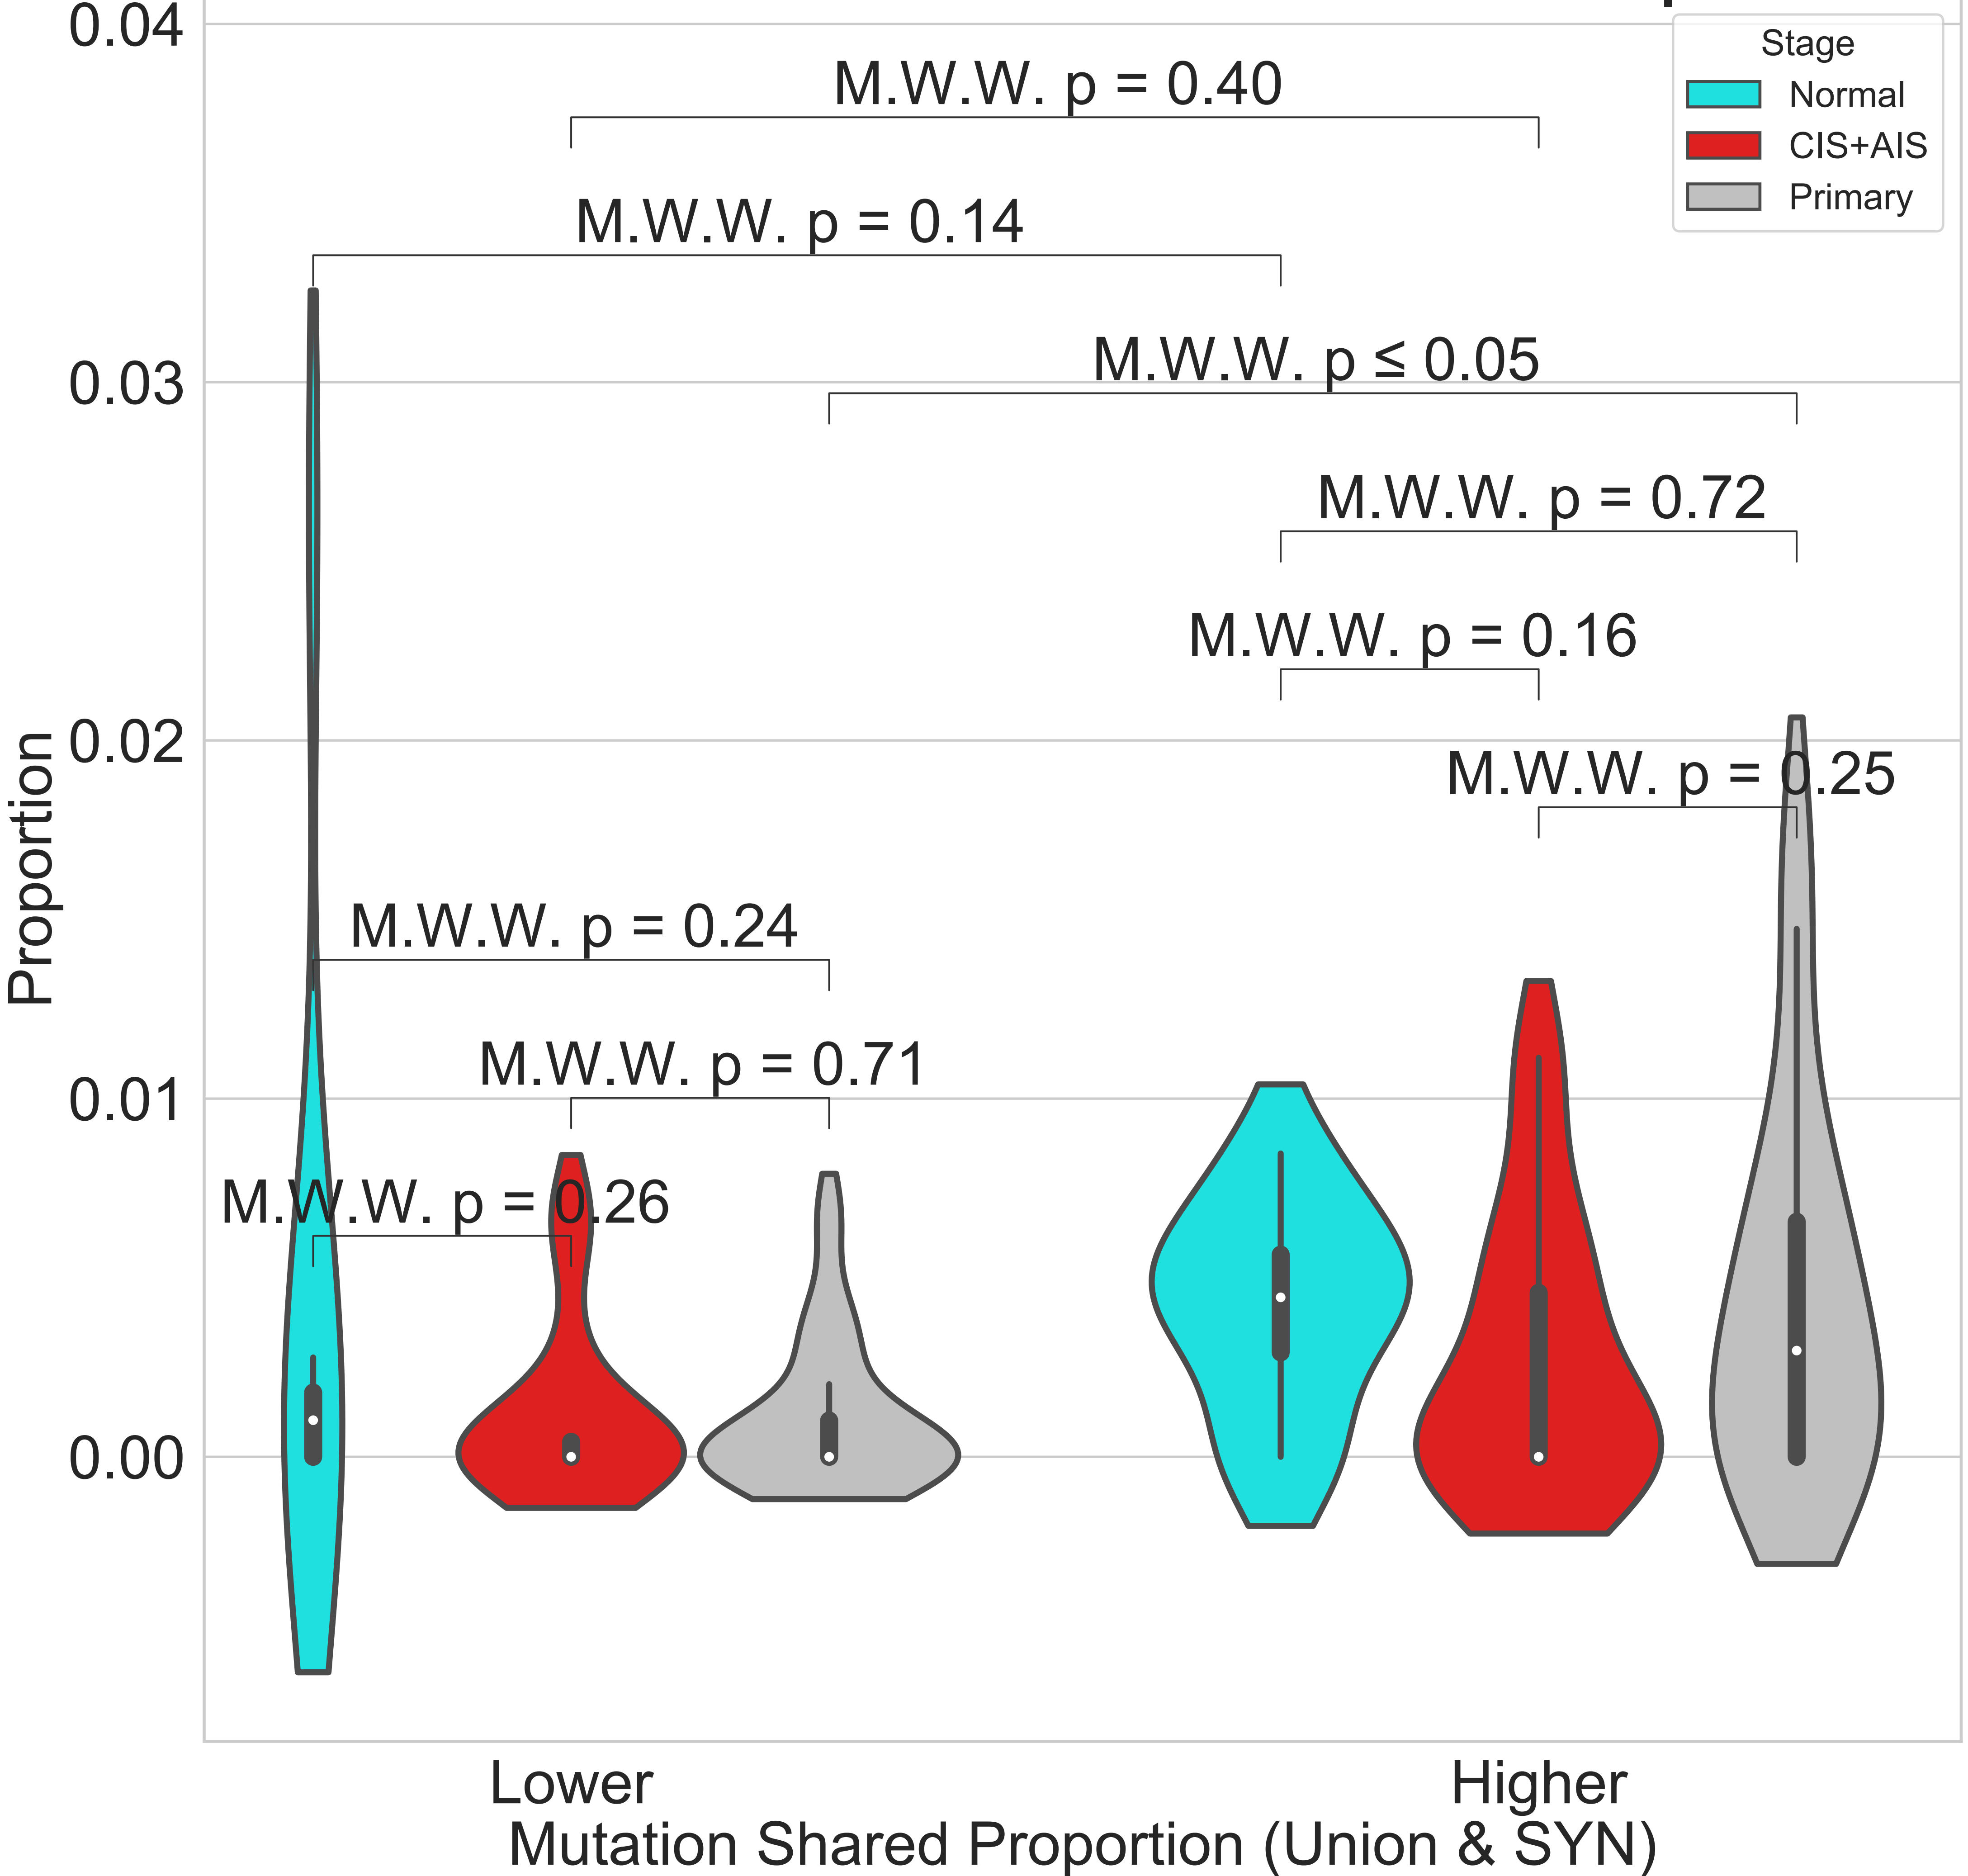 0.04
Stage
Normal
CIS+AIS
Primary
M.W.W. p = 0.40
M.W.W. p = 0.14
M.W.W. p ≤ 0.05
0.03
M.W.W. p = 0.72
M.W.W. p = 0.16
0.02
M.W.W. p = 0.25
Proportion
M.W.W. p = 0.24
M.W.W. p = 0.71
0.01
M.W.W. p = 0.26
0.00
Lower
Higher
Mutation Shared Proportion (Union & SYN)